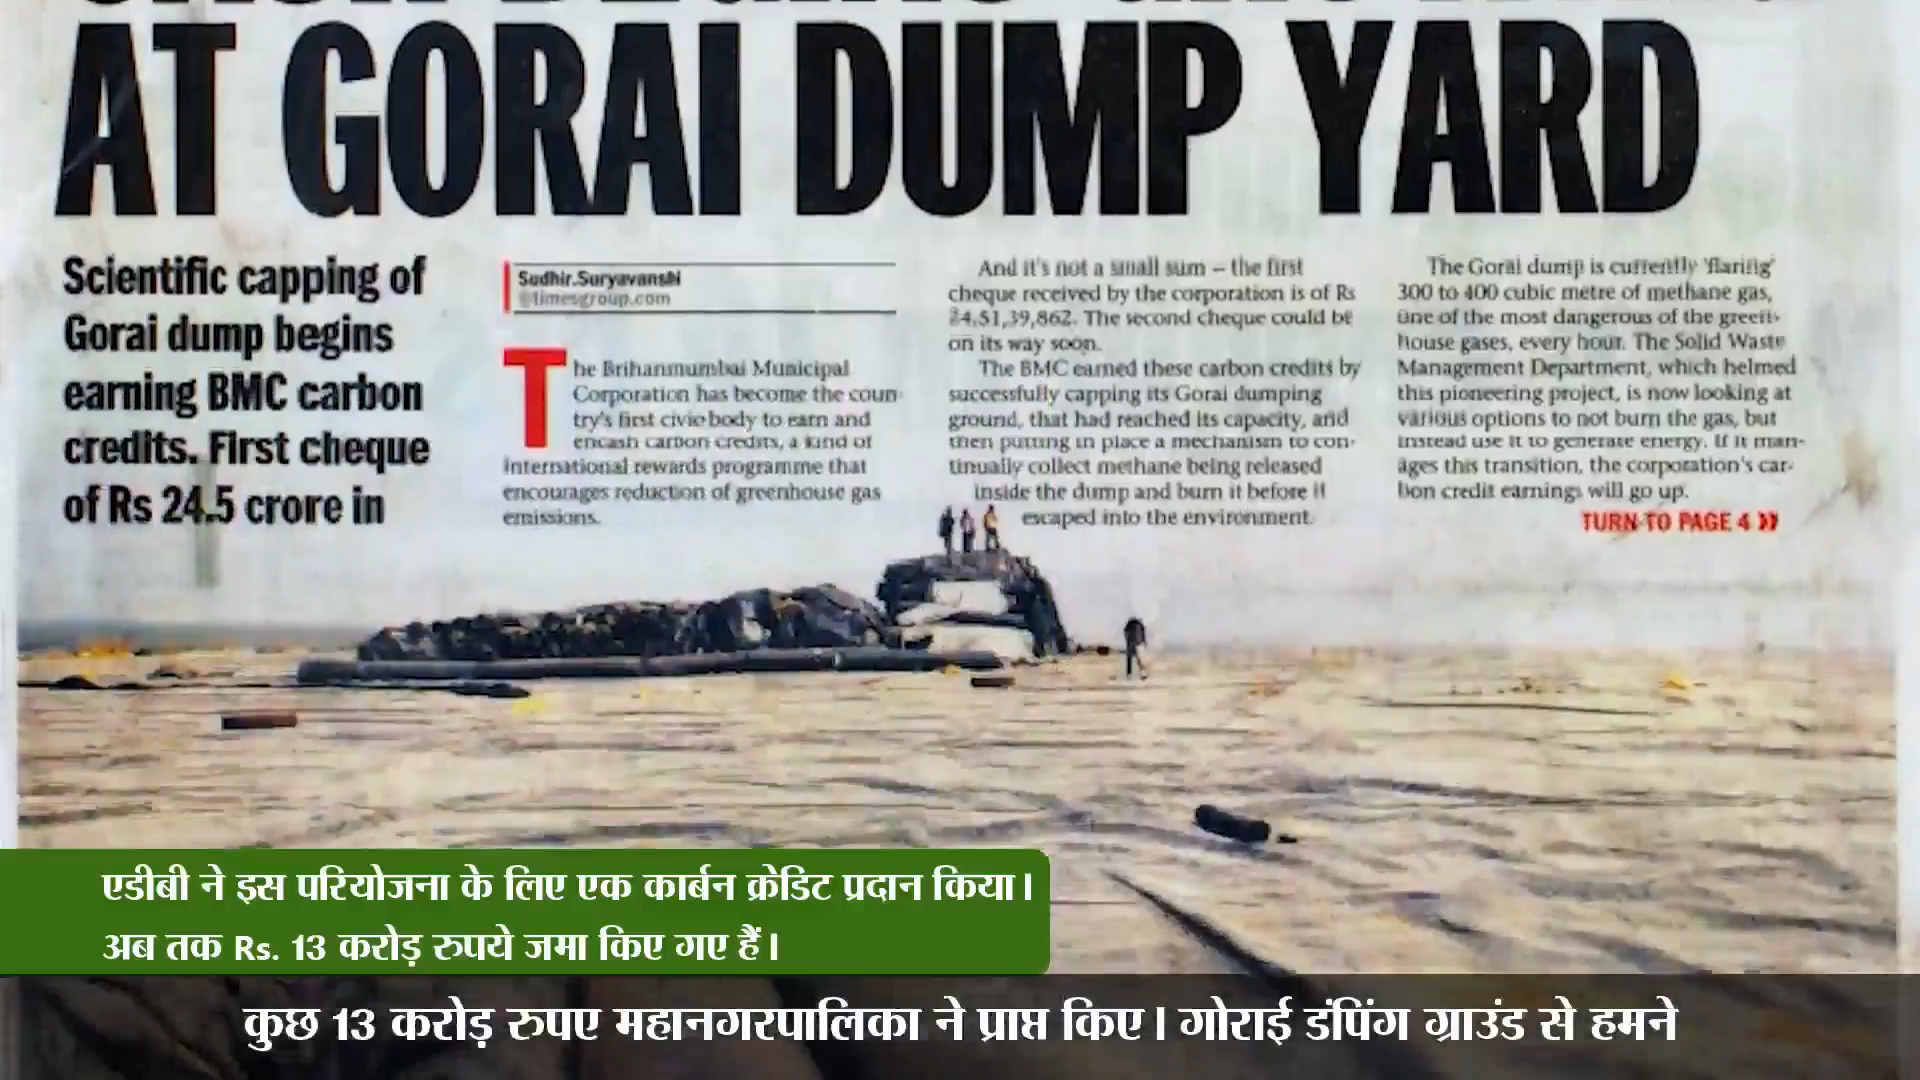 AT GORAI DUMP YARD
Scientific capping of
Gorai dump begins
earning BMC carbon
credits. First cheque
of Rs 24.5 crore in
Sudhir.Suryavanshi
@timesgroup.com
The Brihanmumbai Municipal
Corporation has become the coun-
try's first civic body to earn and
encash carbon credits, a kind of
international rewards programme that
encourages reduction of greenhouse gas
emissions.
And it's not a small sum – the first
cheque received by the corporation is of Rs
24,51,39,862. The second cheque could be
on its way soon.
The BMC earned these carbon credits by
successfully capping its Gorai dumping
ground, that had reached its capacity, and
then putting in place a mechanism to con-
tinually collect methane being released
inside the dump and burn it before it
escaped into the environment.
The Gorai dump is currently 'flaring'
300 to 400 cubic metre of methane gas,
one of the most dangerous of the green-
house gases, every hour. The Solid Waste
Management Department, which helmed
this pioneering project, is now looking at
various options to not burn the gas, but
instead use it to generate energy. If it man-
ages this transition, the corporation's car-
bon credit earnings will go up.
TURN TO PAGE 4 »
एडीबी ने इस परियोजना के लिए एक कार्बन क्रेडिट प्रदान किया।
अब तक Rs. 13 करोड़ रुपये जमा किए गए हैं।
कुछ 13 करोड़ रुपए महानगरपालिका ने प्राप्त किए। गोराई डंपिंग ग्राउंड से हमने